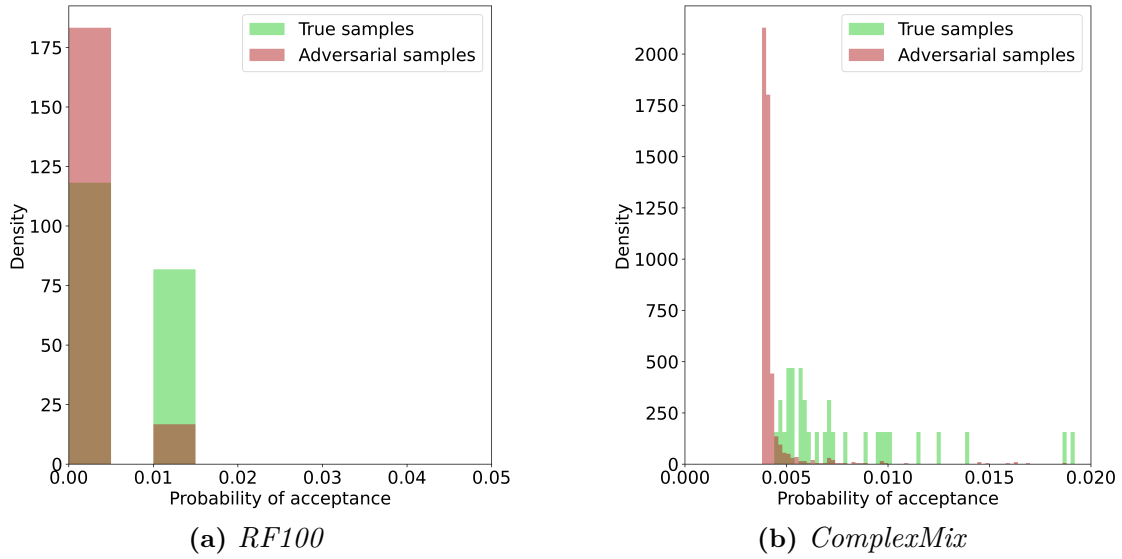 True samples
Adversarial samples
175
150
125
100
75
50
25
0
Density
0.00 0.01 0.02 0.03 0.04 0.05
Probability of acceptance
(a) RF100
True samples
Adversarial samples
2000
1750
1500
1250
1000
750
500
250
0
Density
0.000 0.005 0.010 0.015 0.020
Probability of acceptance
(b) ComplexMix